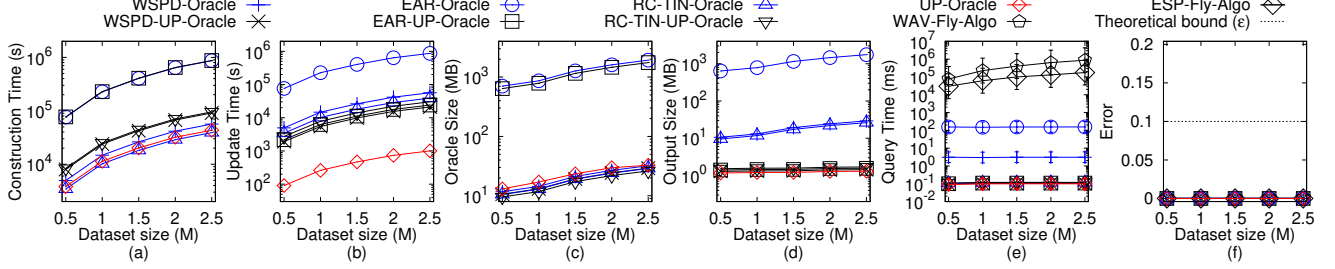 WSPD-Oracle EAR-Oracle RC-TIN-Oracle UP-Oracle ESP-Fly-Algo
WSPD-UP-Oracle EAR-UP-Oracle RC-TIN-UP-Oracle WAV-Fly-Algo Theoretical bound (ε)
Construction Time (s)
10^6
10^5
10^4
0.5 1 1.5 2 2.5
Dataset size (M)
(a)
Update Time (s)
10^6
10^5
10^4
10^3
10^2
0.5 1 1.5 2 2.5
Dataset size (M)
(b)
Oracle Size (MB)
10^3
10^2
10^1
0.5 1 1.5 2 2.5
Dataset size (M)
(c)
Output Size (MB)
10^3
10^2
10^1
10^0
0.5 1 1.5 2 2.5
Dataset size (M)
(d)
Query Time (ms)
10^7
10^6
10^5
10^4
10^3
10^2
10^1
10^0
10^-1
10^-2
0.5 1 1.5 2 2.5
Dataset size (M)
(e)
Error
0.2
0.15
0.1
0.05
0
0.5 1 1.5 2 2.5
Dataset size (M)
(f)